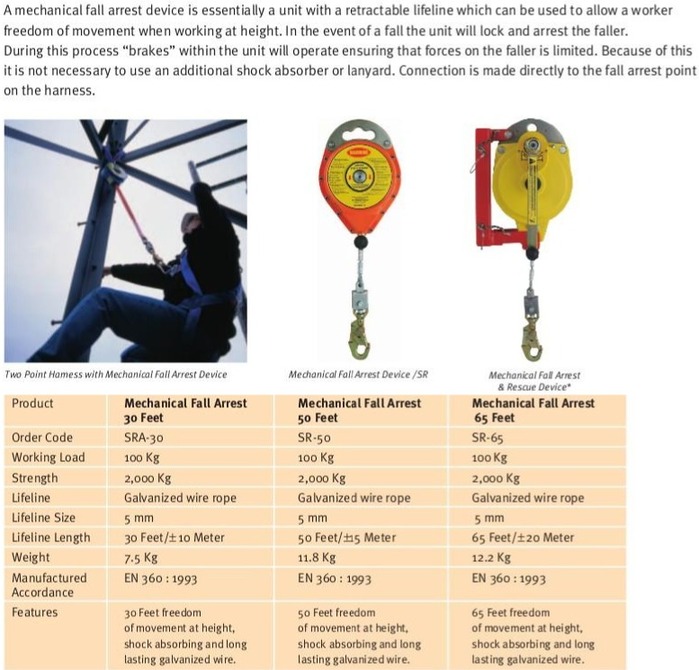 A mechanical fall arrest device is essentially a unit with a retractable lifeline which can be used to allow a worker
freedom of movement when working at height. In the event of a fall the unit will lock and arrest the faller.
During this process “brakes” within the unit will operate ensuring that forces on the faller is limited. Because of this
it is not necessary to use an additional shock absorber or lanyard. Connection is made directly to the fall arrest point
on the harness.
Two Point Harness with Mechanical Fall Arrest Device
Mechanical Fall Arrest Device /SR
Mechanical Fall Arrest
& Rescue Device*
Product Mechanical Fall Arrest Mechanical Fall Arrest Mechanical Fall Arrest
30 Feet 50 Feet 65 Feet
Order Code SRA-30 SR-50 SR-65
Working Load 100 Kg 100 Kg 100 Kg
Strength 2,000 Kg 2,000 Kg 2,000 Kg
Lifeline Galvanized wire rope Galvanized wire rope Galvanized wire rope
Lifeline Size 5 mm 5 mm 5 mm
Lifeline Length 30 Feet/±10 Meter 50 Feet/±15 Meter 65 Feet/±20 Meter
Weight 7.5 Kg 11.8 Kg 12.2 Kg
Manufactured EN 360 : 1993 EN 360 : 1993 EN 360 : 1993
Accordance
Features 30 Feet freedom 50 Feet freedom 65 Feet freedom
of movement at height, of movement at height, of movement at height,
shock absorbing and long shock absorbing and long shock absorbing and long
lasting galvanized wire. lasting galvanized wire. lasting galvanized wire.